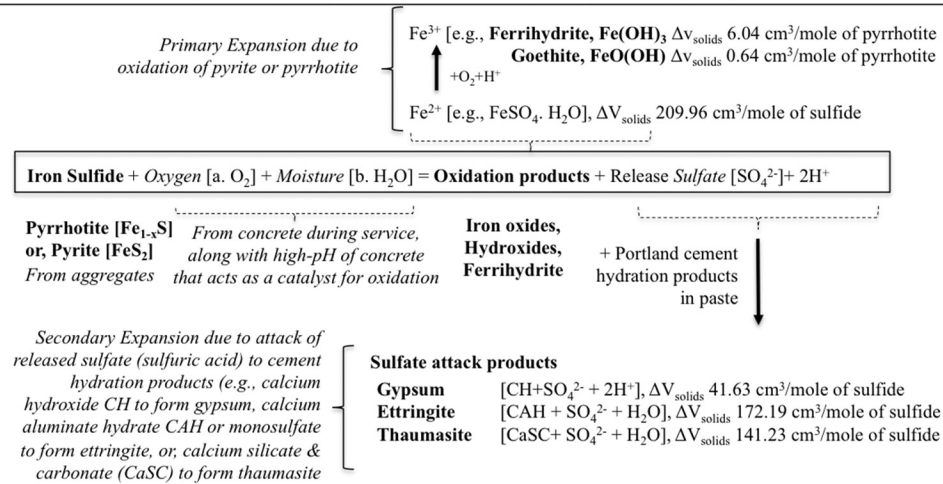 Primary Expansion due to
oxidation of pyrite or pyrrhotite
Fe³⁺ [e.g., Ferrihydrite, Fe(OH)₃ Δvsolids 6.04 cm³/mole of pyrrhotite
Goethite, FeO(OH) Δvsolids 0.64 cm³/mole of pyrrhotite
+O₂+H⁺
Fe²⁺ [e.g., FeSO₄. H₂O], ΔVsolids 209.96 cm³/mole of sulfide
Iron Sulfide + Oxygen [a. O₂] + Moisture [b. H₂O] = Oxidation products + Release Sulfate [SO₄²⁻]+ 2H⁺
Pyrrhotite [Fe₁₋ₓS]
or, Pyrite [FeS₂]
From aggregates
From concrete during service,
along with high-pH of concrete
that acts as a catalyst for oxidation
Iron oxides,
Hydroxides,
Ferrihydrite
+ Portland cement
hydration products
in paste
Secondary Expansion due to attack of
released sulfate (sulfuric acid) to cement
hydration products (e.g., calcium
hydroxide CH to form gypsum, calcium
aluminate hydrate CAH or monosulfate
to form ettringite, or, calcium silicate &
carbonate (CaSC) to form thaumasite
Sulfate attack products
Gypsum [CH+SO₄²⁻ + 2H⁺], ΔVsolids 41.63 cm³/mole of sulfide
Ettringite [CAH + SO₄²⁻ + H₂O], ΔVsolids 172.19 cm³/mole of sulfide
Thaumasite [CaSC+ SO₄²⁻ + H₂O], ΔVsolids 141.23 cm³/mole of sulfide